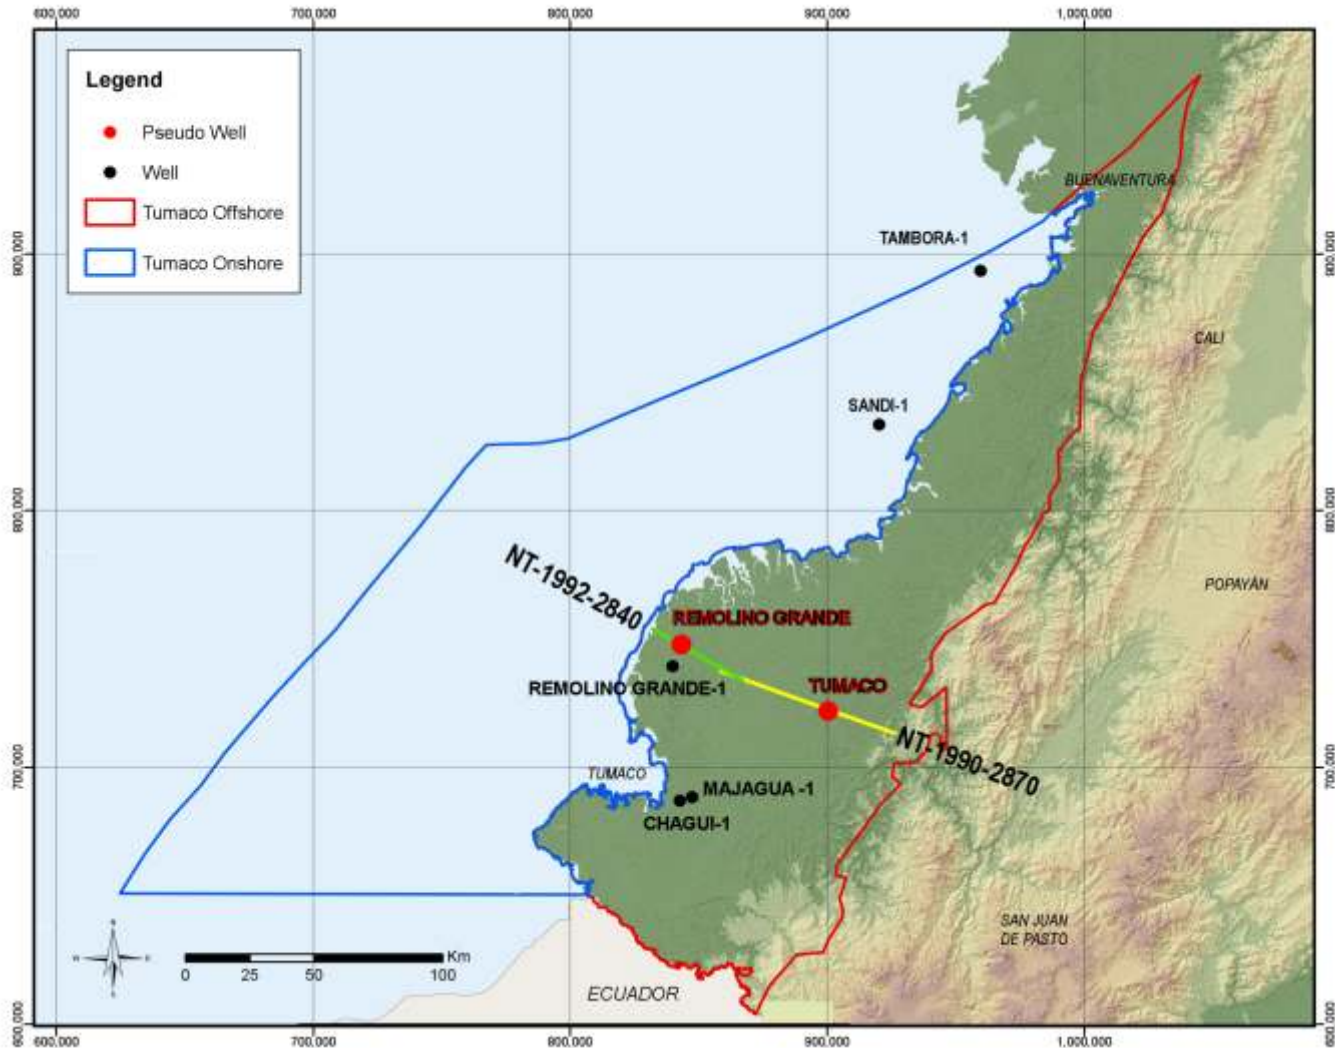 600,000 700,000 800,000 900,000 1,000,000
Legend
Pseudo Well
Well
Tumaco Offshore
Tumaco Onshore
BUENAVENTURA
TAMBORA-1
900,000
900,000
CALI
SANDI-1
800,000
800,000
NT-1992-2840
POPAYÁN
REMOLINO GRANDE
REMOLINO GRANDE-1
TUMACO
NT-1990-2870
700,000
700,000
TUMACO
MAJAGUA -1
CHAGUI-1
SAN JUAN
DE PASTO
N
W E
S
Km
0 25 50 100
ECUADOR
600,000
600,000
600,000 700,000 800,000 900,000 1,000,000